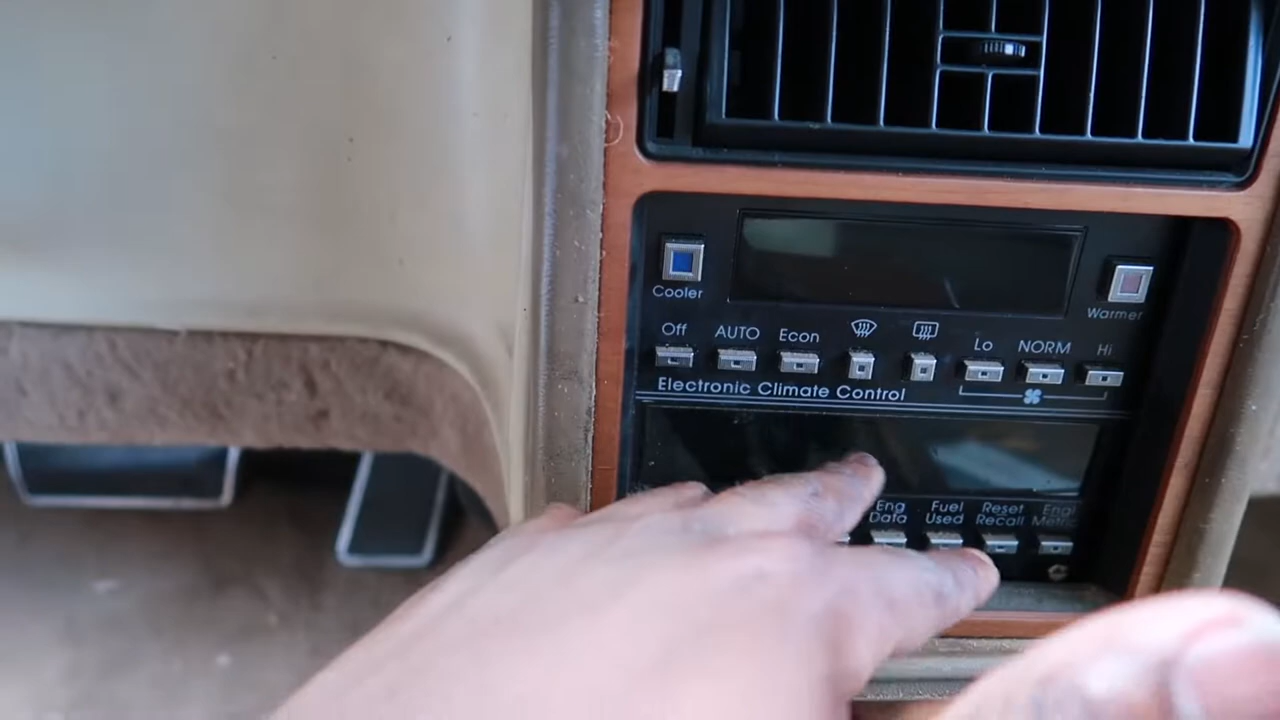 Cooler
Warmer
Off AUTO Econ Lo NORM Hi
Electronic Climate Control
Eng Data Fuel Used Reset Recall Engl Metric